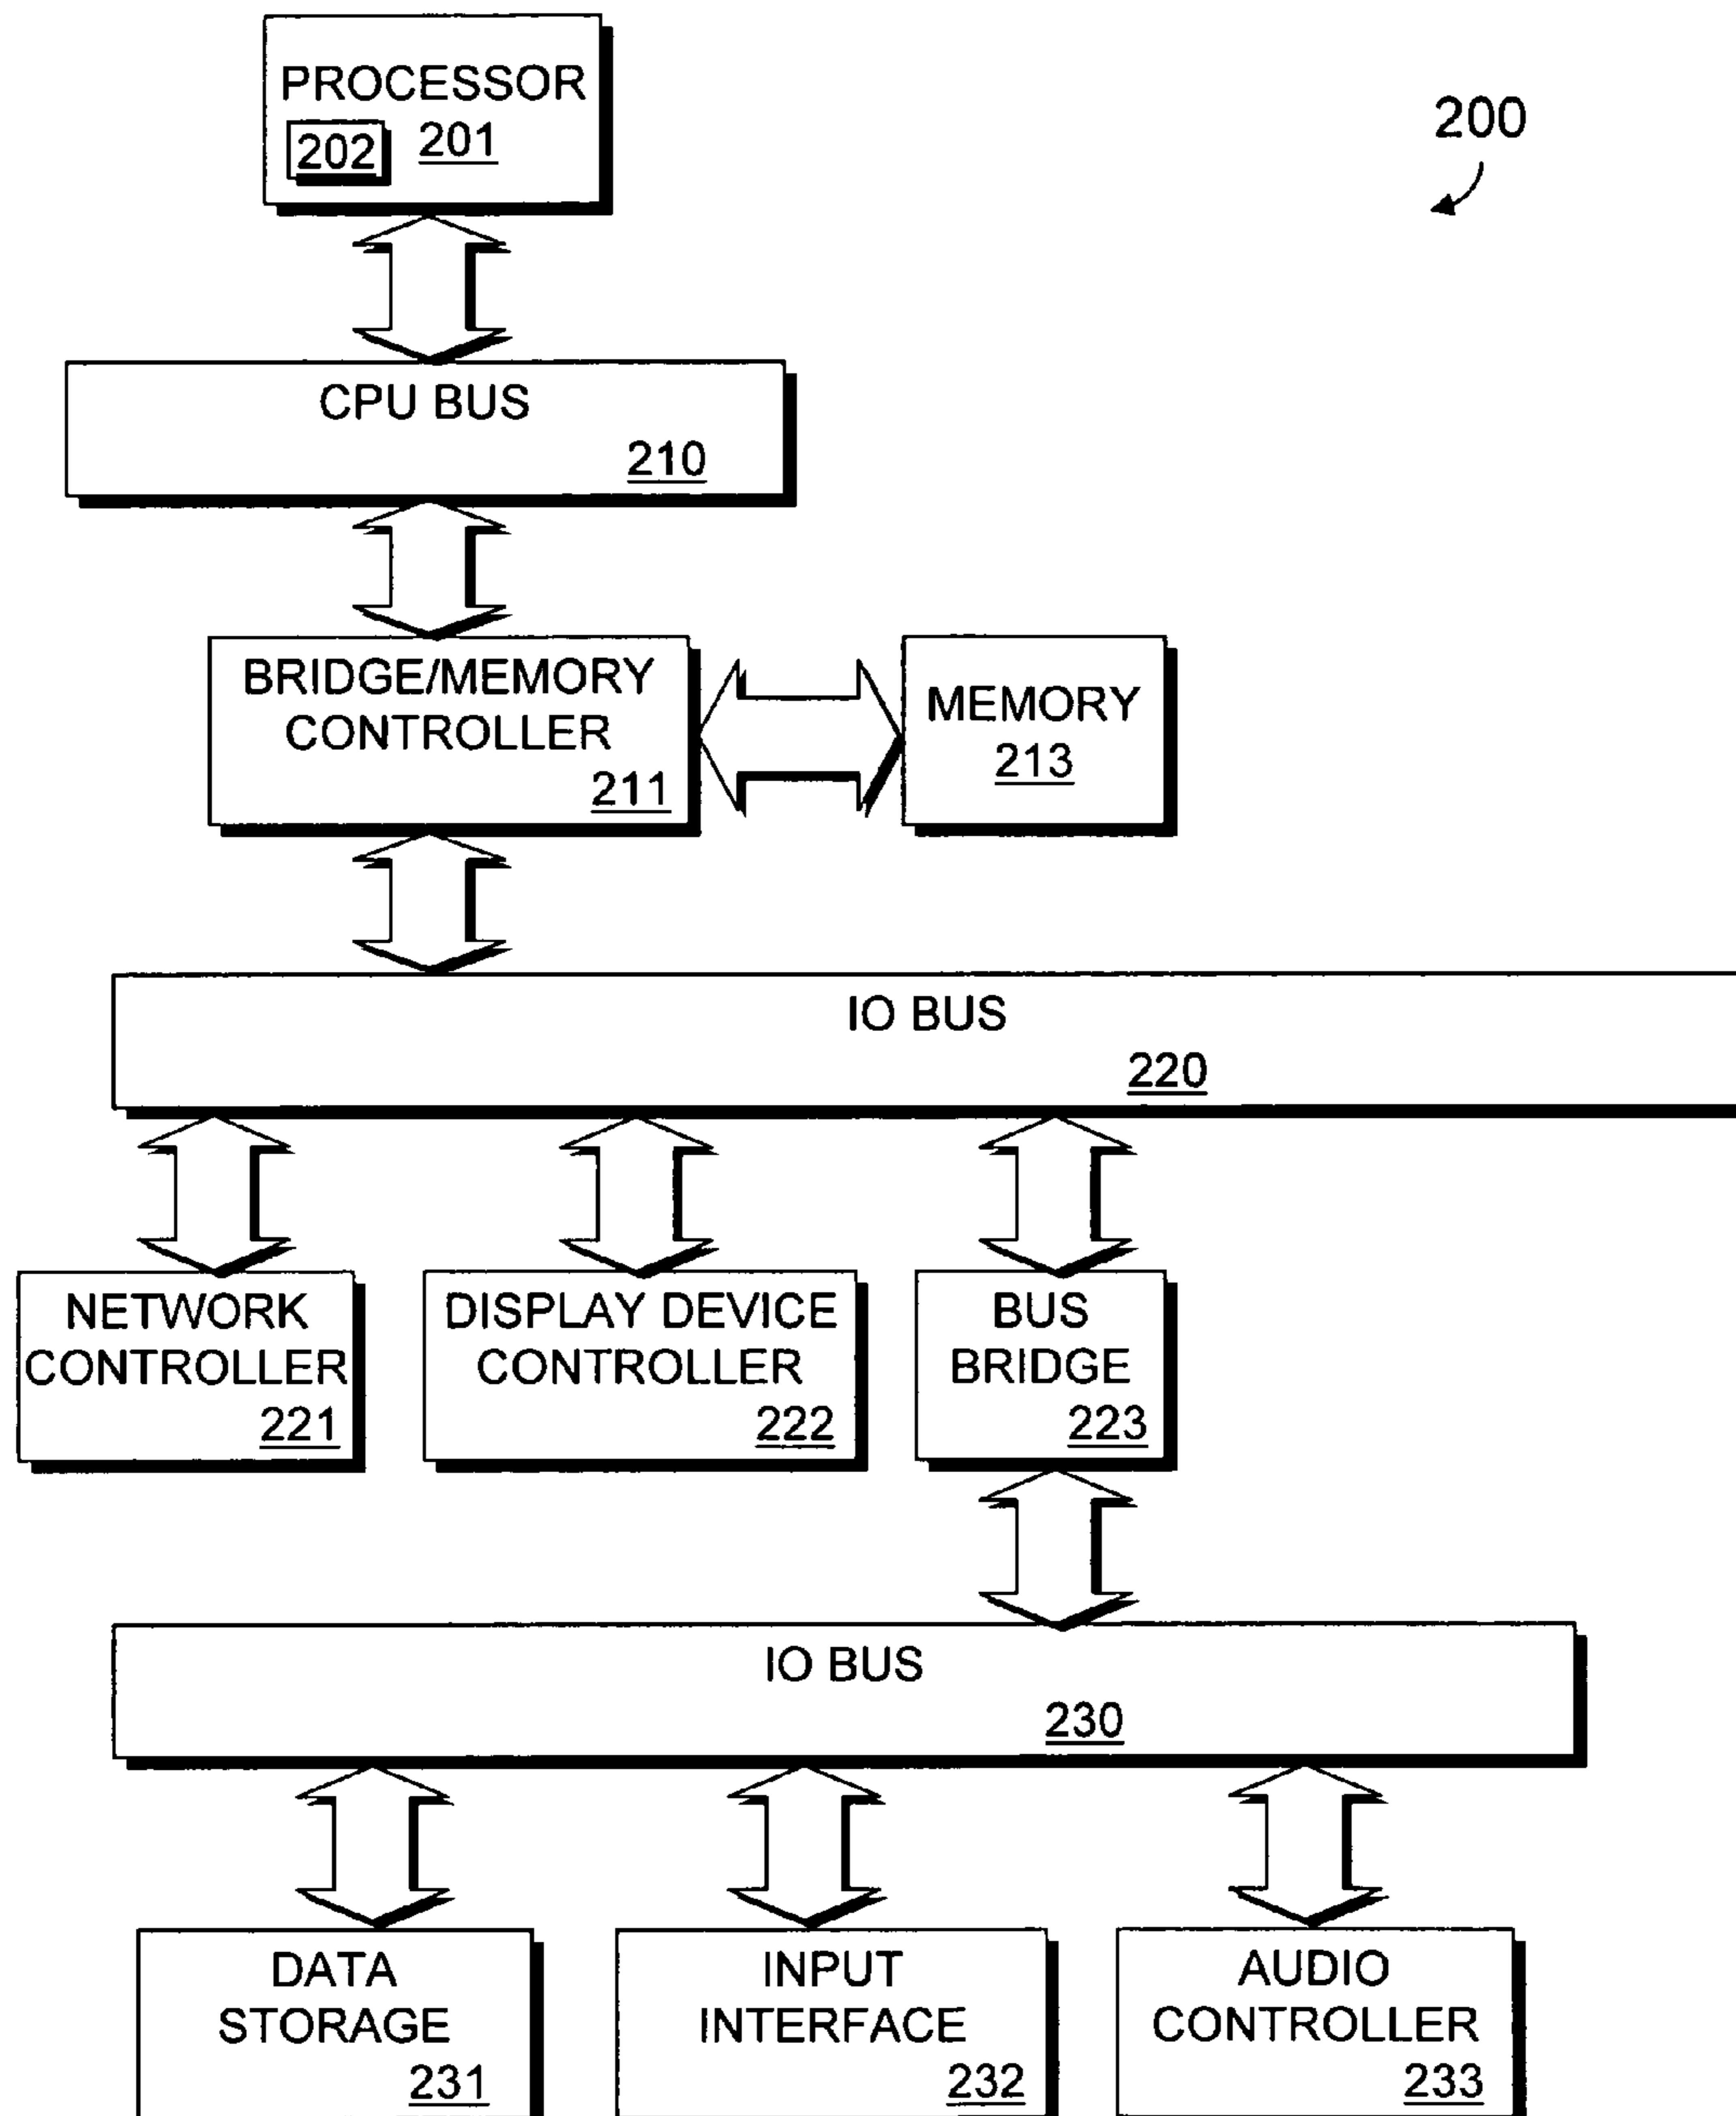 PROCESSOR
202 201
200
CPU BUS
210
BRIDGE/MEMORY
CONTROLLER
211
MEMORY
213
IO BUS
220
NETWORK
CONTROLLER
221
DISPLAY DEVICE
CONTROLLER
222
BUS
BRIDGE
223
IO BUS
230
DATA
STORAGE
231
INPUT
INTERFACE
232
AUDIO
CONTROLLER
233